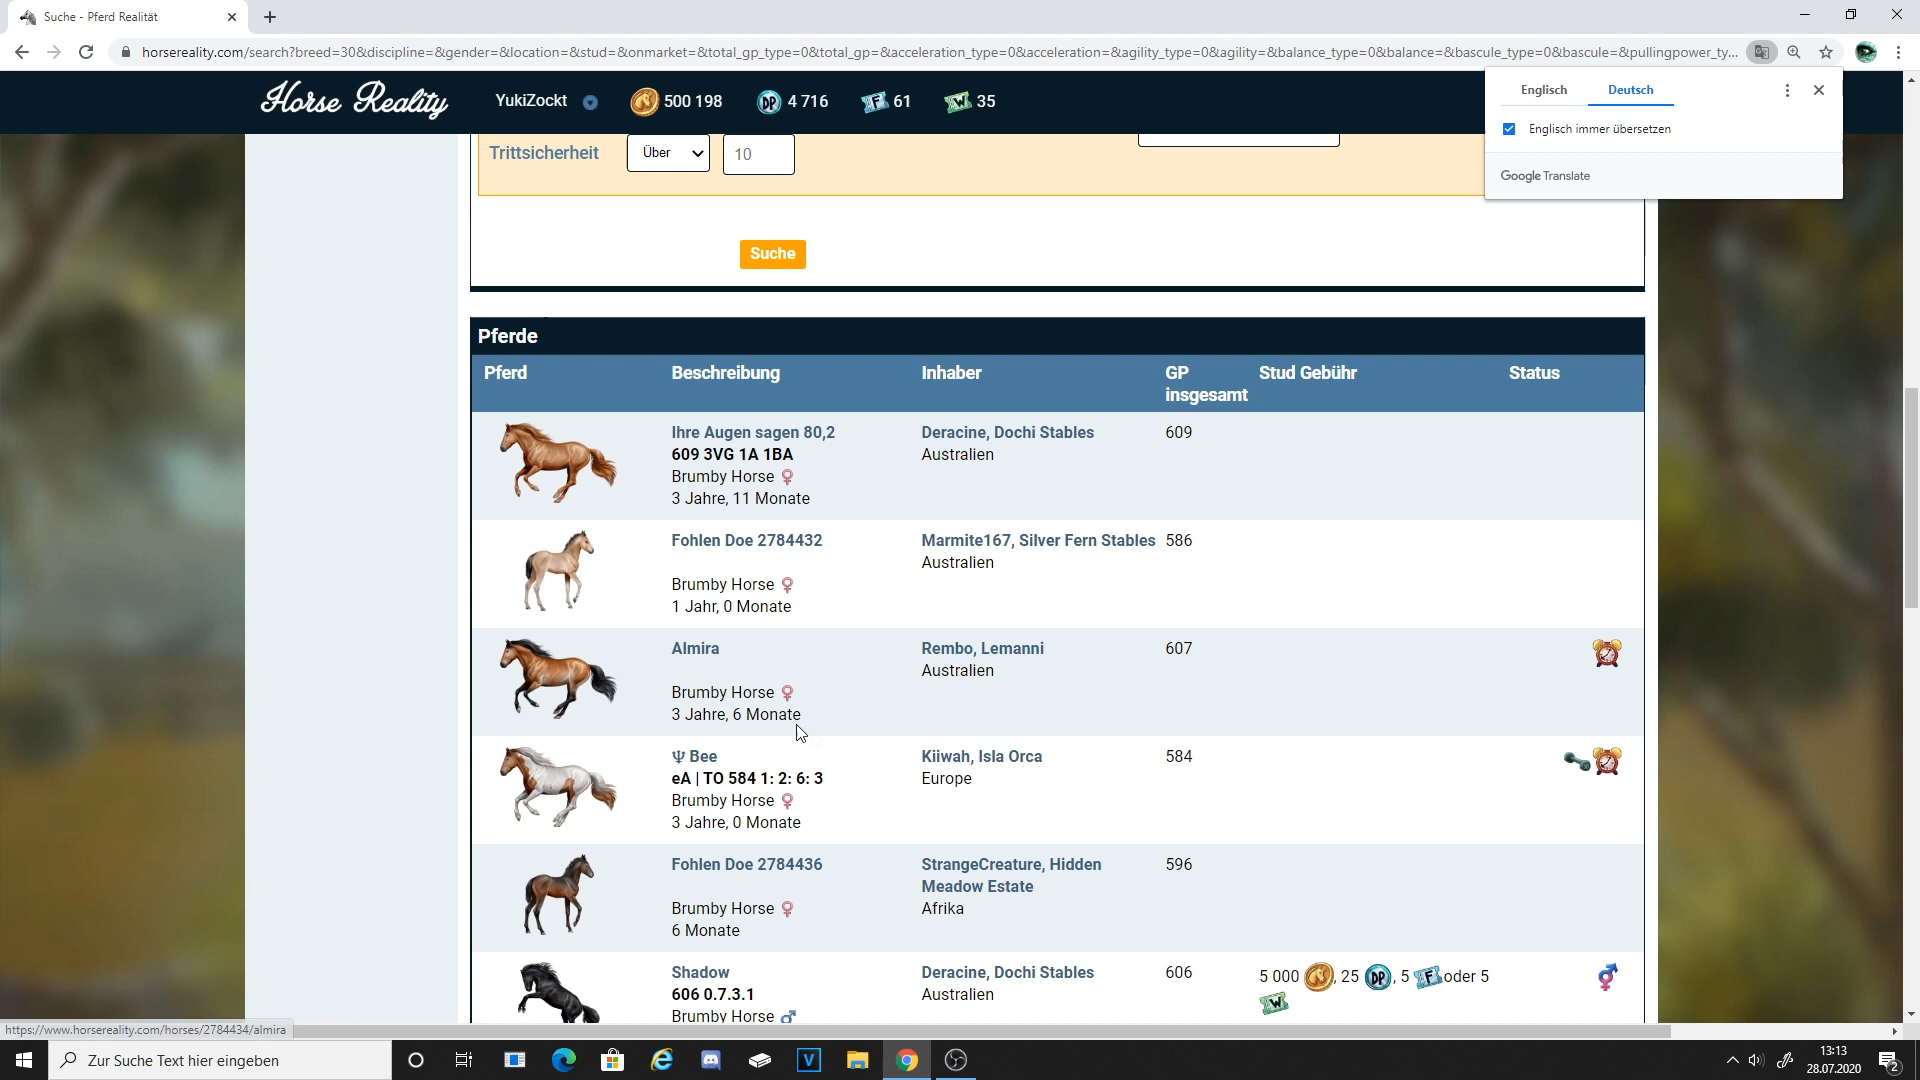 Suche - Pferd Realität
horsereality.com/search?breed=30&discipline=&gender=&location=&stud=&onmarket=&total_gp_type=0&total_gp=&acceleration_type=0&acceleration=&agility_type=0&agility=&balance_type=0&balance=&bascule_type=0&bascule=&pullingpower_ty...
Horse Reality
YukiZockt
500 198
DP 4 716
F 61
W 35
Englisch
Deutsch
Englisch immer übersetzen
Google Translate
Trittsicherheit
Über
10
Suche
Pferde
Pferd
Beschreibung
Inhaber
GP insgesamt
Stud Gebühr
Status
Ihre Augen sagen 80,2
609 3VG 1A 1BA
Brumby Horse ♀
3 Jahre, 11 Monate
Deracine, Dochi Stables
Australien
609
Fohlen Doe 2784432
Brumby Horse ♀
1 Jahr, 0 Monate
Marmite167, Silver Fern Stables
Australien
586
Almira
Brumby Horse ♀
3 Jahre, 6 Monate
Rembo, Lemanni
Australien
607
Ψ Bee
eA | TO 584 1: 2: 6: 3
Brumby Horse ♀
3 Jahre, 0 Monate
Kiiwah, Isla Orca
Europe
584
Fohlen Doe 2784436
Brumby Horse ♀
6 Monate
StrangeCreature, Hidden
Meadow Estate
Afrika
596
Shadow
606 0.7.3.1
Brumby Horse ♂
Deracine, Dochi Stables
Australien
606
5 000 , 25 DP , 5 F oder 5
W
https://www.horsereality.com/horses/2784434/almira
Zur Suche Text hier eingeben
V
13:13
28.07.2020
2